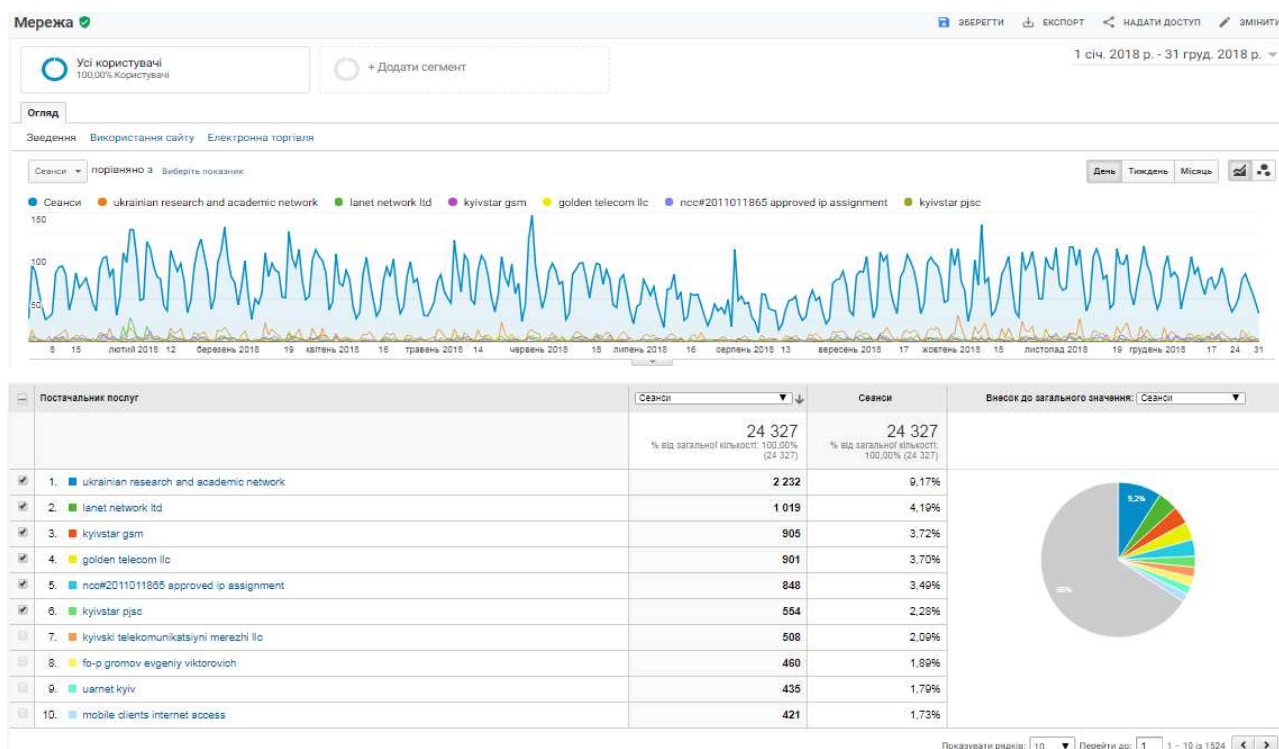 Мережа
ЗБЕРЕГТИ ЕКСПОРТ НАДАТИ ДОСТУП ЗМІНИТИ
Усі користувачі
100,00% Користувачі
+ Додати сегмент
1 січ. 2018 р. - 31 груд. 2018 р.
Огляд
Зведення Використання сайту Електронна торгівля
Сеанси порівняно з Виберіть показник
День Тиждень Місяць
Сеанси ukrainian research and academic network lanet network ltd kyivstar gsm golden telecom llc ncc#2011011865 approved ip assignment kyivstar pjsc
150
100
50
8 15 лютий 2018 12 березень 2018 19 квітень 2018 16 травень 2018 14 червень 2018 18 липень 2018 16 серпень 2018 13 вересень 2018 17 жовтень 2018 15 листопад 2018 19 грудень 2018 17 24 31
Постачальник послуг Сеанси Сеанси Внесок до загального значення: Сеанси
24 327 24 327
% від загальної кількості: 100,00% % від загальної кількості:
(24 327) 100,00% (24 327)
1. ukrainian research and academic network 2 232 9,17%
2. lanet network ltd 1 019 4,19%
3. kyivstar gsm 905 3,72%
4. golden telecom llc 901 3,70%
5. ncc#2011011865 approved ip assignment 848 3,49%
6. kyivstar pjsc 554 2,28%
7. kyivski telekomunikatsiyni merezhi llc 508 2,09%
8. fo-p gromov evgeniy viktorovich 460 1,89%
9. uarnet kyiv 435 1,79%
10. mobile clients internet access 421 1,73%
9,2%
66%
Показувати рядків: 10 Перейти до: 1 1 – 10 із 1524